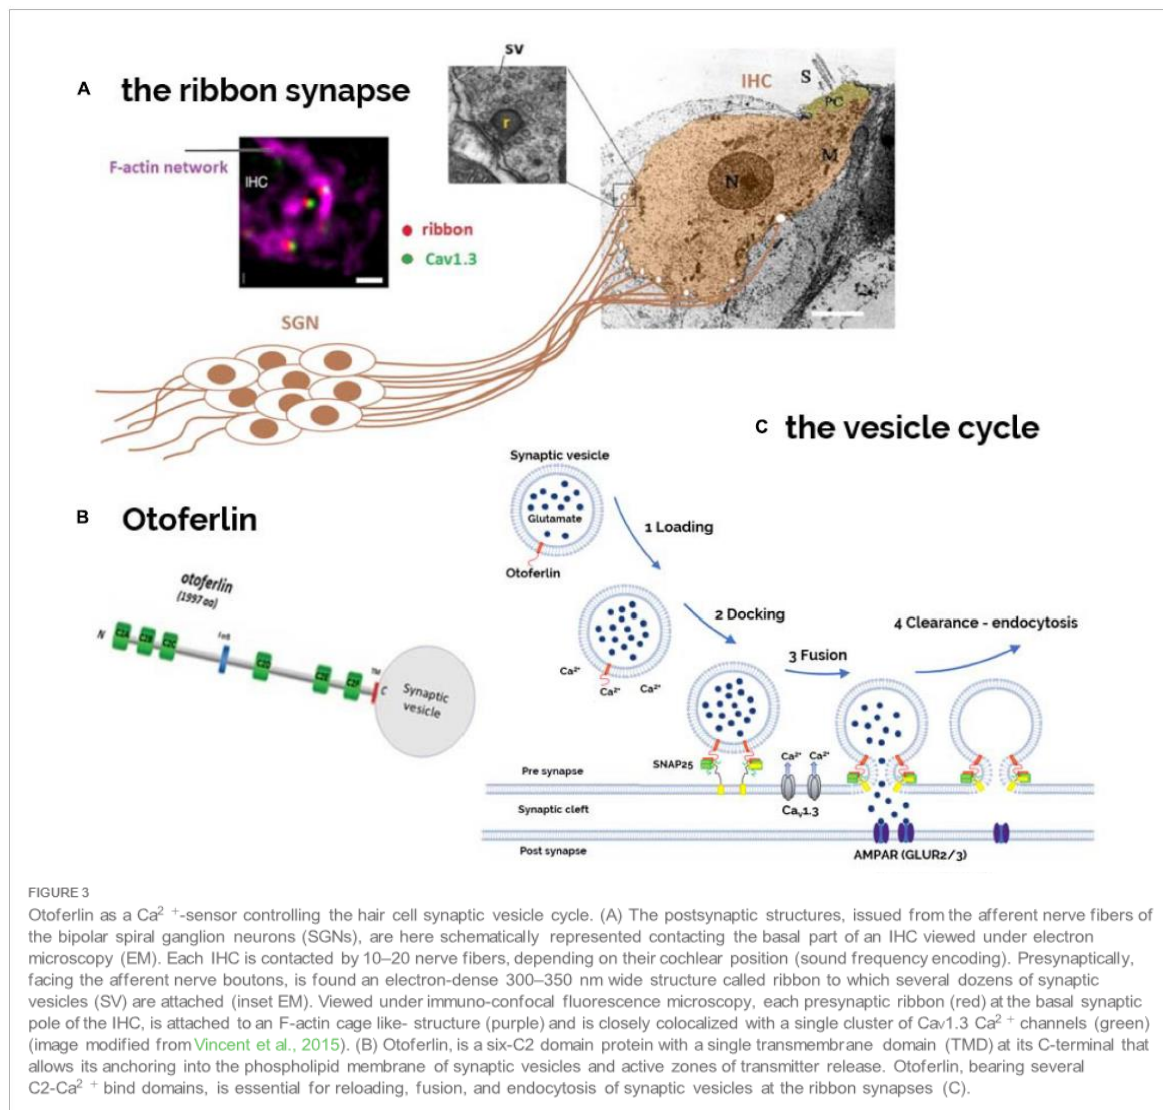 A the ribbon synapse
SV
r
IHC
S
PC
M
N
F-actin network
IHC
ribbon
Cav1.3
SGN
C the vesicle cycle
Synaptic vesicle
Glutamate
Otoferlin
1 Loading
2 Docking
3 Fusion
4 Clearance - endocytosis
Ca²⁺
Ca²⁺
Ca²⁺
SNAP25
Ca²⁺ Ca²⁺
Pre synapse
Synaptic cleft
Caᵥ1.3
Post synapse
AMPAR (GLUR2/3)
B Otoferlin
otoferlin
(1997 aa)
N C2A C2B C2C FerB C2D C2E C2F TM C
Synaptic
vesicle
FIGURE 3
Otoferlin as a Ca² ⁺-sensor controlling the hair cell synaptic vesicle cycle. (A) The postsynaptic structures, issued from the afferent nerve fibers of
the bipolar spiral ganglion neurons (SGNs), are here schematically represented contacting the basal part of an IHC viewed under electron
microscopy (EM). Each IHC is contacted by 10–20 nerve fibers, depending on their cochlear position (sound frequency encoding). Presynaptically,
facing the afferent nerve boutons, is found an electron-dense 300–350 nm wide structure called ribbon to which several dozens of synaptic
vesicles (SV) are attached (inset EM). Viewed under immuno-confocal fluorescence microscopy, each presynaptic ribbon (red) at the basal synaptic
pole of the IHC, is attached to an F-actin cage like- structure (purple) and is closely colocalized with a single cluster of Cav1.3 Ca² ⁺ channels (green)
(image modified from Vincent et al., 2015). (B) Otoferlin, is a six-C2 domain protein with a single transmembrane domain (TMD) at its C-terminal that
allows its anchoring into the phospholipid membrane of synaptic vesicles and active zones of transmitter release. Otoferlin, bearing several
C2-Ca² ⁺ bind domains, is essential for reloading, fusion, and endocytosis of synaptic vesicles at the ribbon synapses (C).